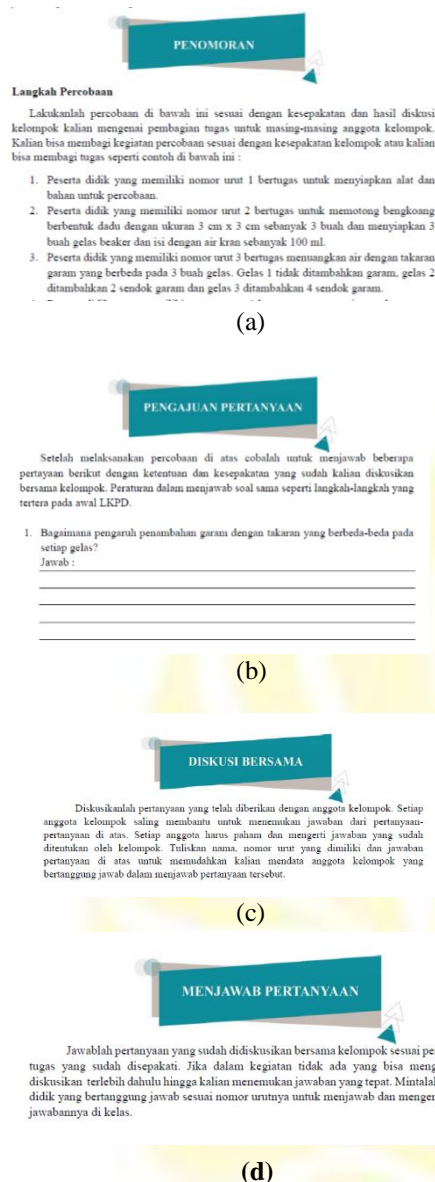 PENOMORAN
Langkah Percobaan
Lakukanlah percobaan di bawah ini sesuai dengan kesepakatan dan hasil diskusi
kelompok kalian mengenai pembagian tugas untuk masing-masing anggota kelompok.
Kalian bisa membagi kegiatan percobaan sesuai dengan kesepakatan kelompok atau kalian
bisa membagi tugas seperti contoh di bawah ini :
1. Peserta didik yang memiliki nomor urut 1 bertugas untuk menyiapkan alat dan
bahan untuk percobaan.
2. Peserta didik yang memiliki nomor urut 2 bertugas untuk memotong bengkoang
berbentuk dadu dengan ukuran 3 cm x 3 cm sebanyak 3 buah dan menyiapkan 3
buah gelas beaker dan isi dengan air kran sebanyak 100 ml.
3. Peserta didik yang memiliki nomor urut 3 bertugas menuangkan air dengan takaran
garam yang berbeda pada 3 buah gelas. Gelas 1 tidak ditambahkan garam, gelas 2
ditambahkan 2 sendok garam dan gelas 3 ditambahkan 4 sendok garam.
(a)
PENGAJUAN PERTANYAAN
Setelah melaksanakan percobaan di atas cobalah untuk menjawab beberapa
pertayaan berikut dengan ketentuan dan kesepakatan yang sudah kalian diskusikan
bersama kelompok. Peraturan dalam menjawab soal sama seperti langkah-langkah yang
tertera pada awal LKPD.
1. Bagaimana pengaruh penambahan garam dengan takaran yang berbeda-beda pada
setiap gelas?
Jawab :
(b)
DISKUSI BERSAMA
Diskusikanlah pertanyaan yang telah diberikan dengan anggota kelompok. Setiap
anggota kelompok saling membantu untuk menemukan jawaban dari pertanyaan-
pertanyaan di atas. Setiap anggota harus paham dan mengerti jawaban yang sudah
ditentukan oleh kelompok. Tuliskan nama, nomor urut yang dimiliki dan jawaban
pertanyaan di atas untuk memudahkan kalian mendata anggota kelompok yang
bertanggung jawab dalam menjawab pertanyaan tersebut.
(c)
MENJAWAB PERTANYAAN
Jawablah pertanyaan yang sudah didiskusikan bersama kelompok sesuai pe
tugas yang sudah disepakati. Jika dalam kegiatan tidak ada yang bisa meng
diskusikan terlebih dahulu hingga kalian menemukan jawaban yang tepat. Mintala
didik yang bertanggung jawab sesuai nomor urutnya untuk menjawab dan menge
jawabannya di kelas.
(d)